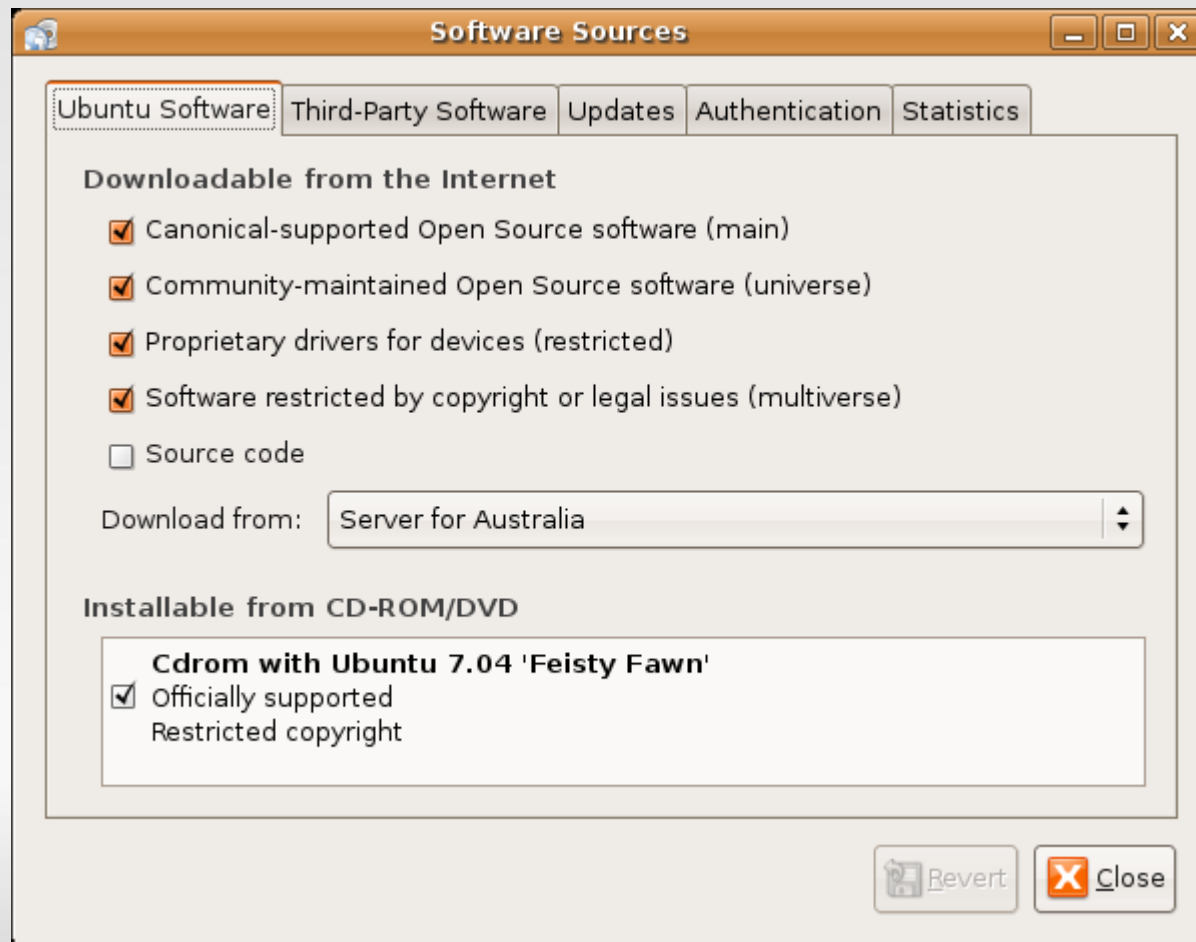 Software Sources
Ubuntu Software
Third-Party Software
Updates
Authentication
Statistics
Downloadable from the Internet
Canonical-supported Open Source software (main)
Community-maintained Open Source software (universe)
Proprietary drivers for devices (restricted)
Software restricted by copyright or legal issues (multiverse)
Source code
Download from: Server for Australia
Installable from CD-ROM/DVD
Cdrom with Ubuntu 7.04 'Feisty Fawn'
Officially supported
Restricted copyright
Revert
Close